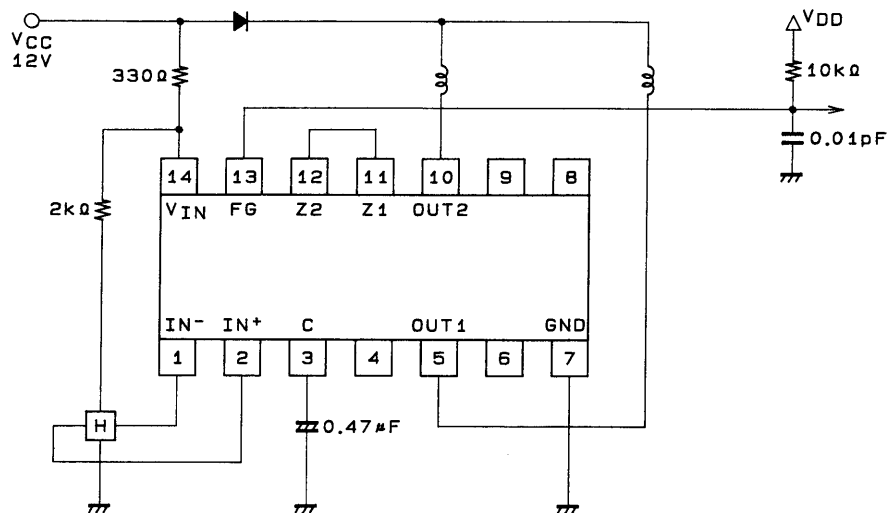 VCC
12V
330Ω
VDD
10kΩ
0.01pF
2kΩ
14 13 12 11 10 9 8
VIN FG Z2 Z1 OUT2
IN- IN+ C OUT1 GND
1 2 3 4 5 6 7
H
0.47μF